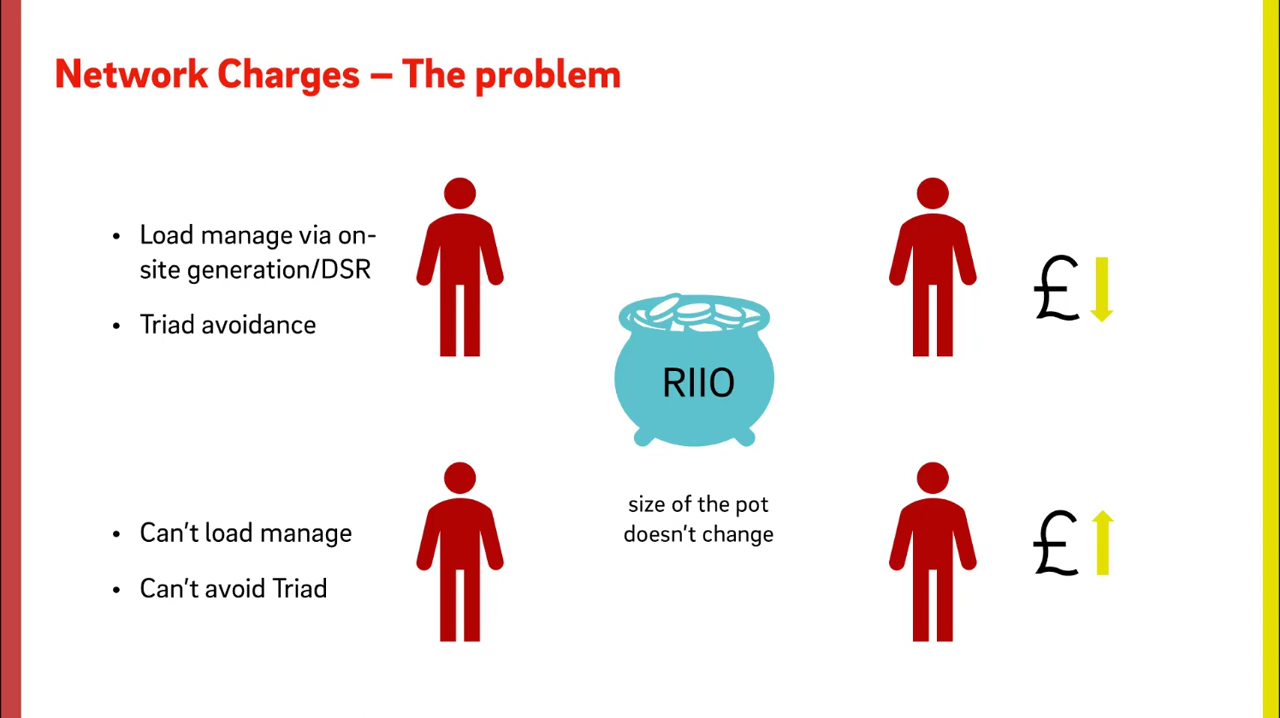 Network Charges – The problem
• Load manage via on-
site generation/DSR
• Triad avoidance
£
RIIO
size of the pot
doesn't change
• Can't load manage
• Can't avoid Triad
£